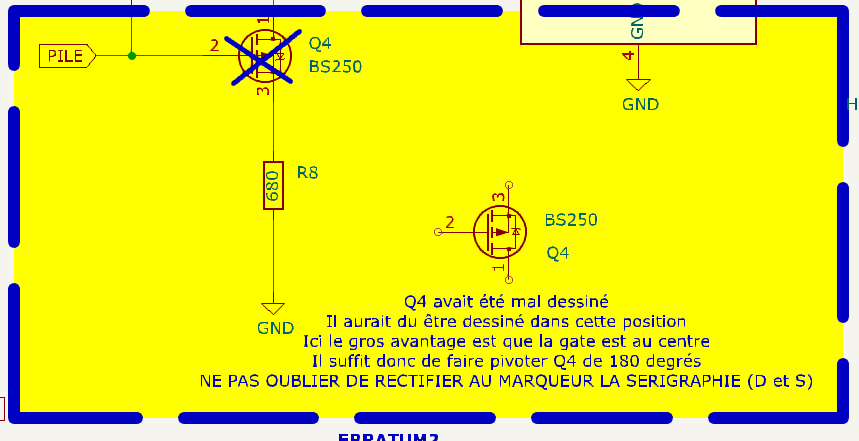 1
GND
PILE
2
Q4
BS250
3
4
GND
H
680
R8
3
2
BS250
Q4
1
GND
Q4 avait été mal dessiné
Il aurait du être dessiné dans cette position
Ici le gros avantage est que la gate est au centre
Il suffit donc de faire pivoter Q4 de 180 degrés
NE PAS OUBLIER DE RECTIFIER AU MARQUEUR LA SERIGRAPHIE (D et S)
ERRATUM2